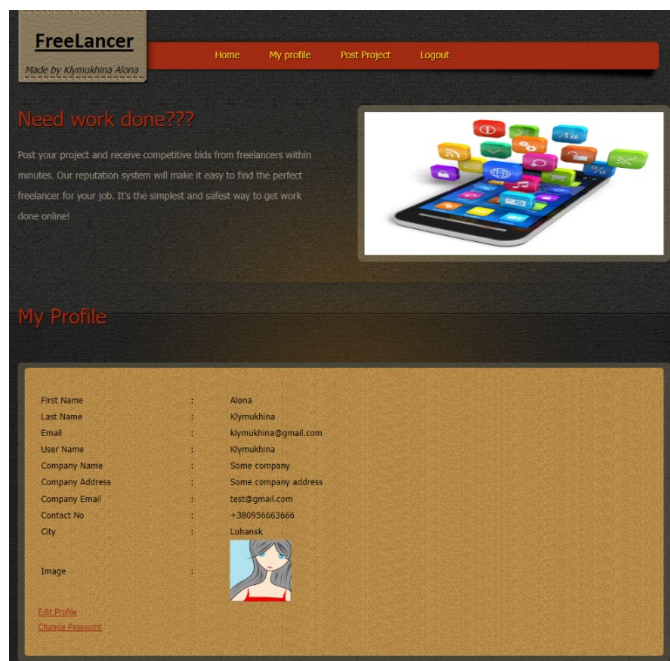 FreeLancer
Made by Klymukhina Alona
Home My profile Post Project Logout
Need work done???
Post your project and receive competitive bids from freelancers within
minutes. Our reputation system will make it easy to find the perfect
freelancer for your job. It's the simplest and safest way to get work
done online!
My Profile
First Name : Alona
Last Name : Klymukhina
Email : klymukhina@gmail.com
User Name : Klymukhina
Company Name : Some company
Company Address : Some company address
Company Email : test@gmail.com
Contact No : +380956663666
City : Luhansk
Image :
Edit Profile
Change Password